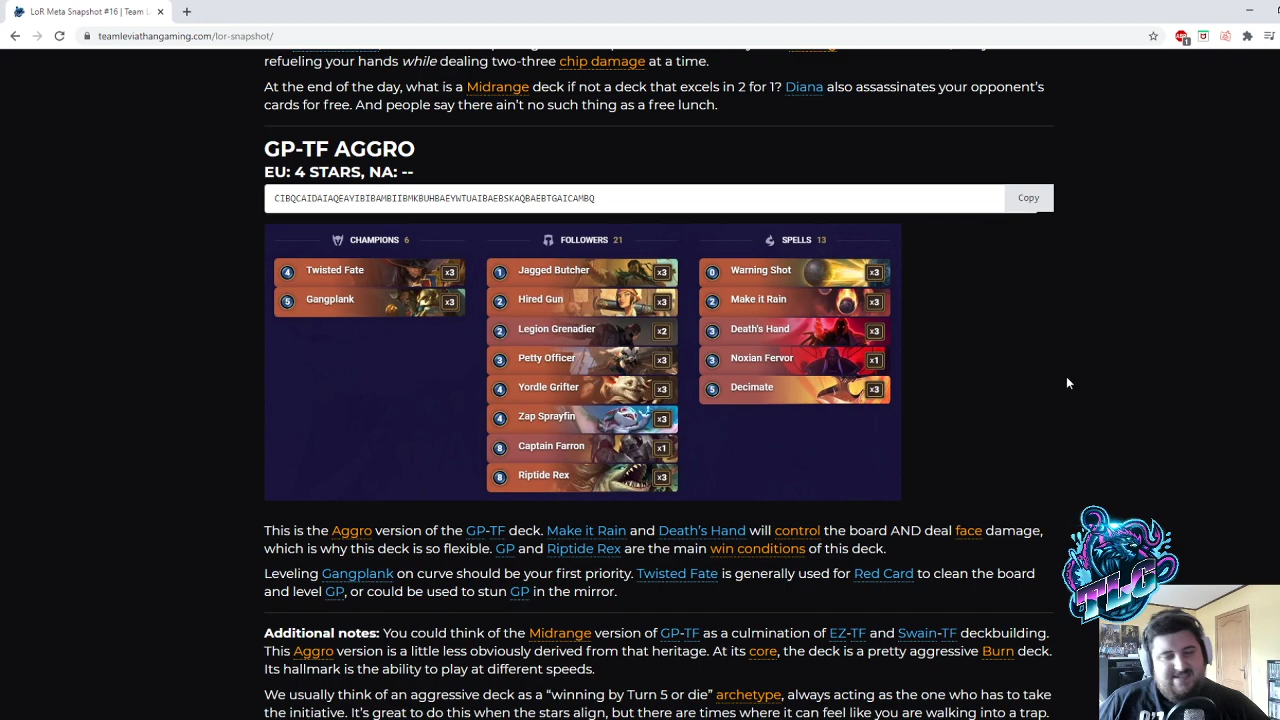 LoR Meta Snapshot #16 | Team L
teamleviathangaming.com/lor-snapshot/
refueling your hands while dealing two-three chip damage at a time.
At the end of the day, what is a Midrange deck if not a deck that excels in 2 for 1? Diana also assassinates your opponent's
cards for free. And people say there ain't no such thing as a free lunch.
GP-TF AGGRO
EU: 4 STARS, NA: --
CIBQCAIDAIAQEAYIBIBAMBIIBMKBUHBAEYWTUAIBAEBSKAQBAEBTGAICAMBQ
Copy
CHAMPIONS 6
4 Twisted Fate x3
5 Gangplank x3
FOLLOWERS 21
1 Jagged Butcher x3
2 Hired Gun x3
2 Legion Grenadier x2
3 Petty Officer x3
4 Yordle Grifter x3
4 Zap Sprayfin x3
8 Captain Farron x1
8 Riptide Rex x3
SPELLS 13
0 Warning Shot x3
2 Make it Rain x3
3 Death's Hand x3
3 Noxian Fervor x1
5 Decimate x3
This is the Aggro version of the GP-TF deck. Make it Rain and Death's Hand will control the board AND deal face damage,
which is why this deck is so flexible. GP and Riptide Rex are the main win conditions of this deck.
Leveling Gangplank on curve should be your first priority. Twisted Fate is generally used for Red Card to clean the board
and level GP, or could be used to stun GP in the mirror.
Additional notes: You could think of the Midrange version of GP-TF as a culmination of EZ-TF and Swain-TF deckbuilding.
This Aggro version is a little less obviously derived from that heritage. At its core, the deck is a pretty aggressive Burn deck.
Its hallmark is the ability to play at different speeds.
We usually think of an aggressive deck as a "winning by Turn 5 or die" archetype, always acting as the one who has to take
the initiative. It's great to do this when the stars align, but there are times where it can feel like you are walking into a trap.
TLG